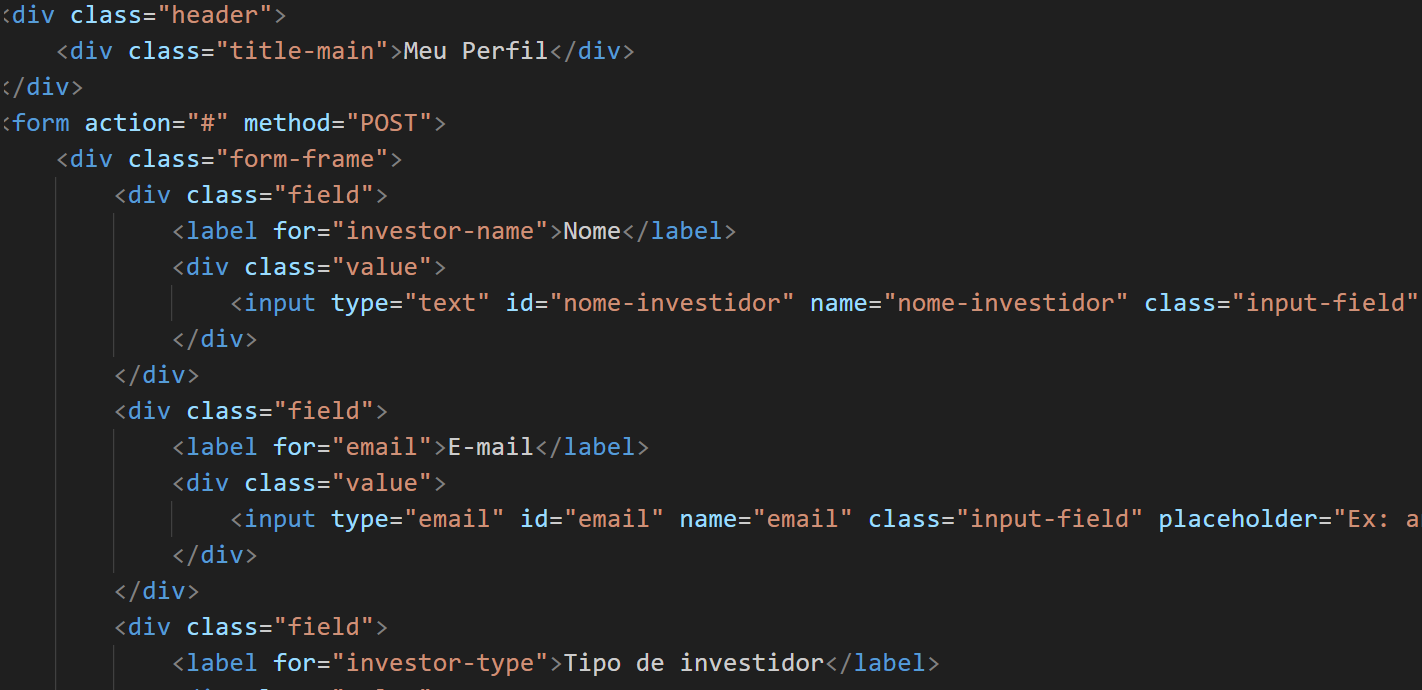 <div class="header">
    <div class="title-main">Meu Perfil</div>
</div>
<form action="#" method="POST">
    <div class="form-frame">
        <div class="field">
            <label for="investor-name">Nome</label>
            <div class="value">
                <input type="text" id="nome-investidor" name="nome-investidor" class="input-field"
            </div>
        </div>
        <div class="field">
            <label for="email">E-mail</label>
            <div class="value">
                <input type="email" id="email" name="email" class="input-field" placeholder="Ex: a
            </div>
        </div>
        <div class="field">
            <label for="investor-type">Tipo de investidor</label>